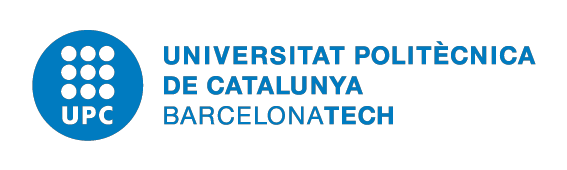 UPC
UNIVERSITAT POLITÈCNICA
DE CATALUNYA
BARCELONATECH